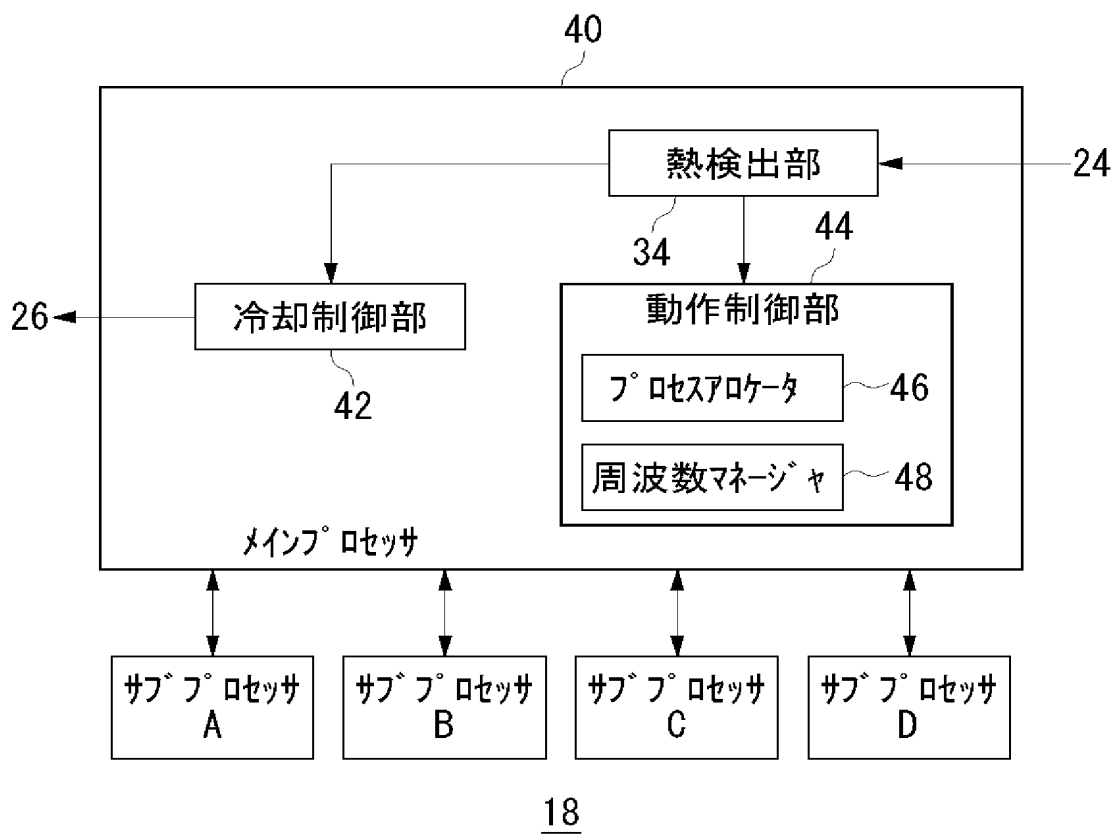 40
熱検出部
24
34
44
26
冷却制御部
動作制御部
42
プロセスアロケータ
46
周波数マネージャ
48
メインプロセッサ
サブプロセッサ
A
サブプロセッサ
B
サブプロセッサ
C
サブプロセッサ
D
18